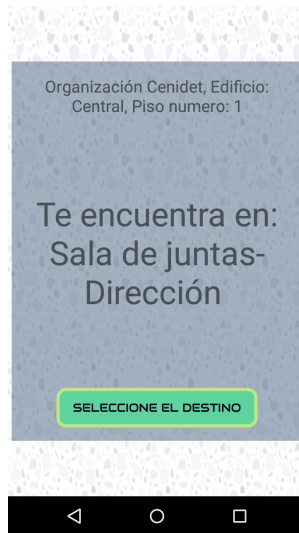 Organización Cenidet, Edificio:
Central, Piso numero: 1
Te encuentra en:
Sala de juntas-
Dirección
SELECCIONE EL DESTINO